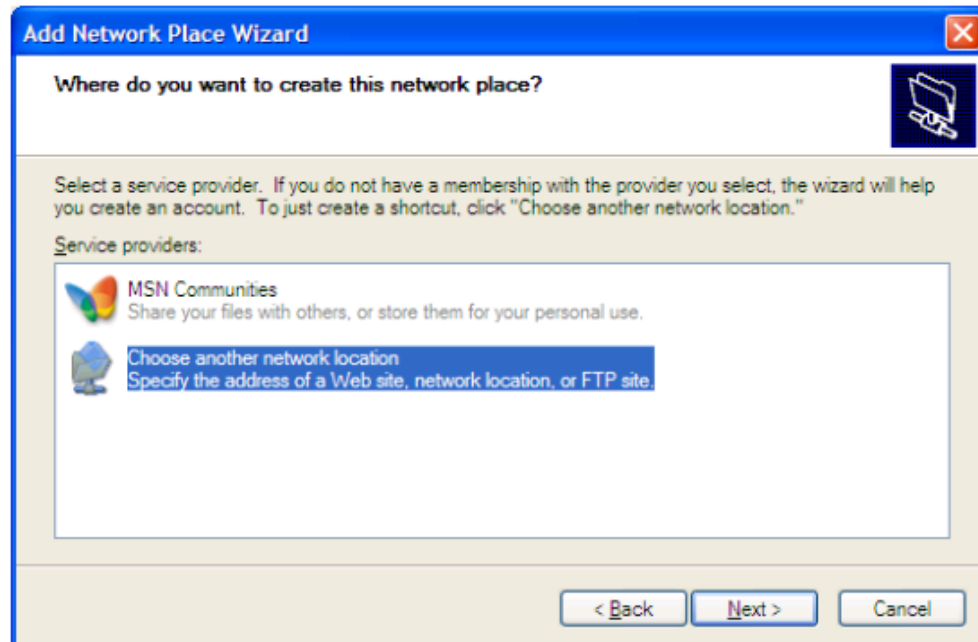 Add Network Place Wizard
Where do you want to create this network place?
Select a service provider.  If you do not have a membership with the provider you select, the wizard will help
you create an account.  To just create a shortcut, click "Choose another network location."
Service providers:
MSN Communities
Share your files with others, or store them for your personal use.
Choose another network location
Specify the address of a Web site, network location, or FTP site.
< Back   Next >   Cancel